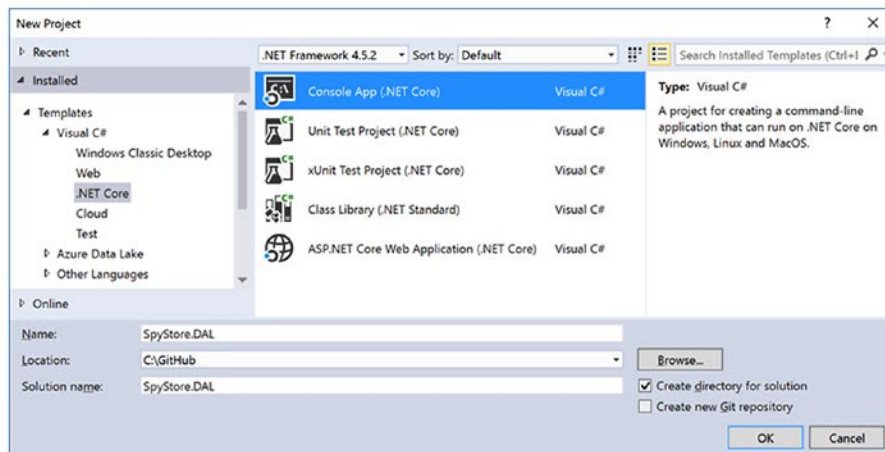 New Project
? X
Recent
Installed
Templates
Visual C#
Windows Classic Desktop
Web
.NET Core
Cloud
Test
Azure Data Lake
Other Languages
Online
.NET Framework 4.5.2
Sort by: Default
Search Installed Templates (Ctrl+E
Console App (.NET Core) Visual C#
Unit Test Project (.NET Core) Visual C#
xUnit Test Project (.NET Core) Visual C#
Class Library (.NET Standard) Visual C#
ASP.NET Core Web Application (.NET Core) Visual C#
Type: Visual C#
A project for creating a command-line
application that can run on .NET Core on
Windows, Linux and MacOS.
Name: SpyStore.DAL
Location: C:\GitHub
Browse...
Solution name: SpyStore.DAL
Create directory for solution
Create new Git repository
OK Cancel